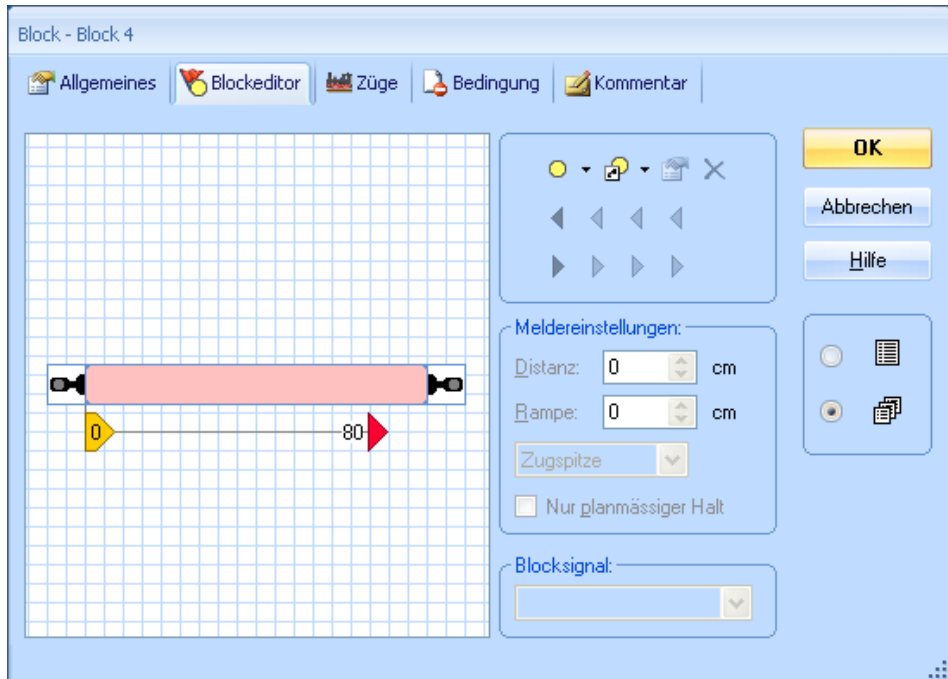 Block - Block 4
Allgemeines Blockeditor Züge Bedingung Kommentar
OK
Abbrechen
Hilfe
Meldereinstellungen:
Distanz: 0 cm
Rampe: 0 cm
Zugspitze
Nur planmässiger Halt
Blocksignal:
0 80